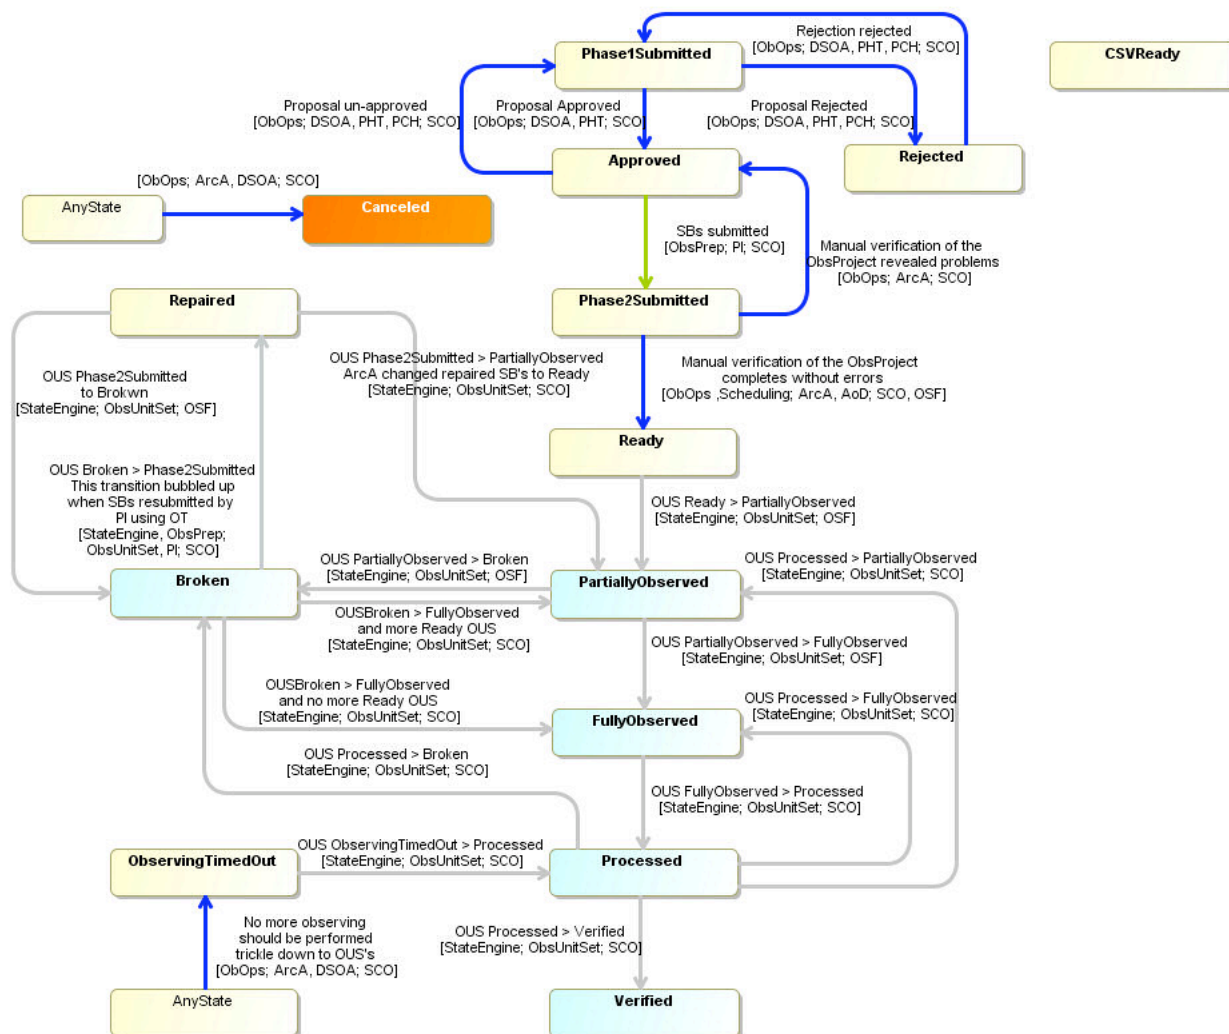 Rejection rejected
[ObOps; DSOA, PHT, PCH; SCO]
Phase1Submitted
CSVReady
Proposal un-approved
[ObOps; DSOA, PHT, PCH; SCO]
Proposal Approved
[ObOps; DSOA, PHT; SCO]
Proposal Rejected
[ObOps; DSOA, PHT, PCH; SCO]
Approved
Rejected
[ObOps; ArcA, DSOA; SCO]
AnyState
Canceled
SBs submitted
[ObsPrep; PI; SCO]
Manual verification of the
ObsProject revealed problems
[ObOps; ArcA; SCO]
Repaired
Phase2Submitted
OUS Phase2Submitted > PartiallyObserved
ArcA changed repaired SB's to Ready
[StateEngine; ObsUnitSet; SCO]
Manual verification of the ObsProject
completes without errors
[ObOps ,Scheduling; ArcA, AoD; SCO, OSF]
OUS Phase2Submitted
to Brokwn
[StateEngine; ObsUnitSet; OSF]
Ready
OUS Broken > Phase2Submitted
This transition bubbled up
when SBs resubmitted by
PI using OT
[StateEngine, ObsPrep;
ObsUnitSet, PI; SCO]
OUS Ready > PartiallyObserved
[StateEngine; ObsUnitSet; OSF]
OUS PartiallyObserved > Broken
[StateEngine; ObsUnitSet; OSF]
OUS Processed > PartiallyObserved
[StateEngine; ObsUnitSet; SCO]
Broken
PartiallyObserved
OUSBroken > FullyObserved
and more Ready OUS
[StateEngine; ObsUnitSet; SCO]
OUS PartiallyObserved > FullyObserved
[StateEngine; ObsUnitSet; OSF]
OUSBroken > FullyObserved
and no more Ready OUS
[StateEngine; ObsUnitSet; SCO]
OUS Processed > FullyObserved
[StateEngine; ObsUnitSet; SCO]
FullyObserved
OUS Processed > Broken
[StateEngine; ObsUnitSet; SCO]
OUS FullyObserved > Processed
[StateEngine; ObsUnitSet; SCO]
OUS ObservingTimedOut > Processed
[StateEngine; ObsUnitSet; SCO]
ObservingTimedOut
Processed
No more observing
should be performed
trickle down to OUS's
[ObOps; ArcA, DSOA; SCO]
OUS Processed > Verified
[StateEngine; ObsUnitSet; SCO]
AnyState
Verified